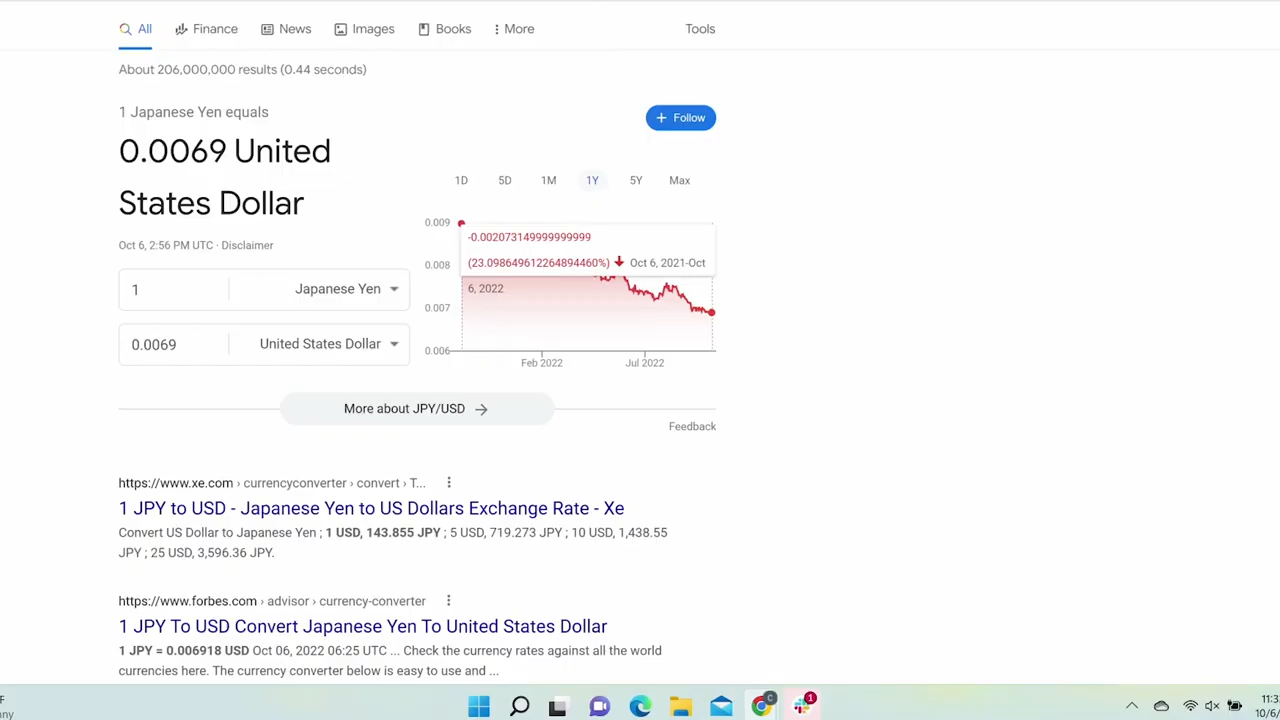 All Finance News Images Books More Tools
About 206,000,000 results (0.44 seconds)
1 Japanese Yen equals
Follow
0.0069 United
States Dollar
Oct 6, 2:56 PM UTC · Disclaimer
1 Japanese Yen
0.0069 United States Dollar
1D 5D 1M 1Y 5Y Max
0.009
-0.002073149999999999
(23.098649612264894460%) Oct 6, 2021-Oct
0.008
6, 2022
0.007
0.006
Feb 2022 Jul 2022
More about JPY/USD
Feedback
https://www.xe.com › currencyconverter › convert › T...
1 JPY to USD - Japanese Yen to US Dollars Exchange Rate - Xe
Convert US Dollar to Japanese Yen ; 1 USD, 143.855 JPY ; 5 USD, 719.273 JPY ; 10 USD, 1,438.55
JPY ; 25 USD, 3,596.36 JPY.
https://www.forbes.com › advisor › currency-converter
1 JPY To USD Convert Japanese Yen To United States Dollar
1 JPY = 0.006918 USD Oct 06, 2022 06:25 UTC ... Check the currency rates against all the world
currencies here. The currency converter below is easy to use and ...
C
1
11:3
10/6/